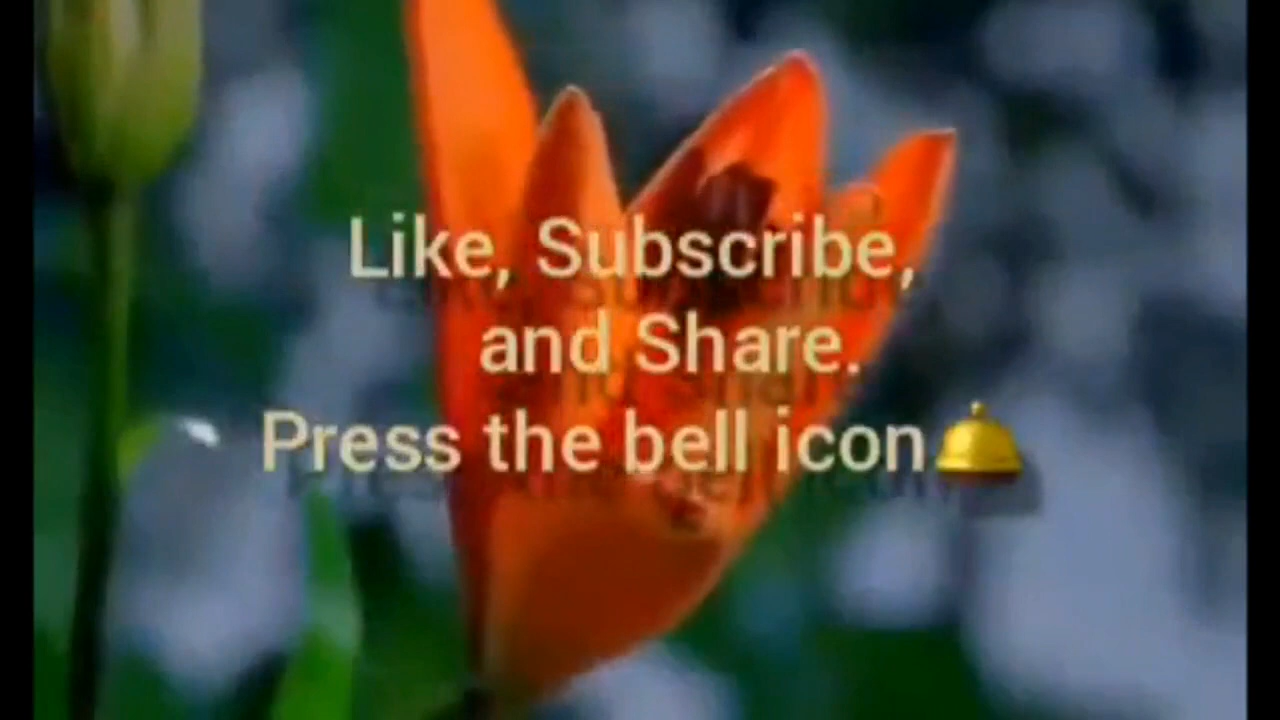 Like, Subscribe,
and Share.
Press the bell icon🛎